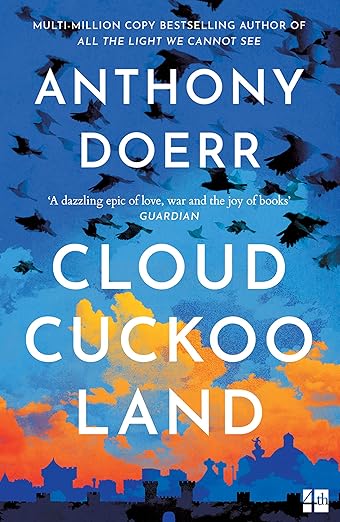 MULTI-MILLION COPY BESTSELLING AUTHOR OF
ALL THE LIGHT WE CANNOT SEE
ANTHONY
DOERR
‘A dazzling epic of love, war and the joy of books’
GUARDIAN
CLOUD
CUCKOO
LAND
4th